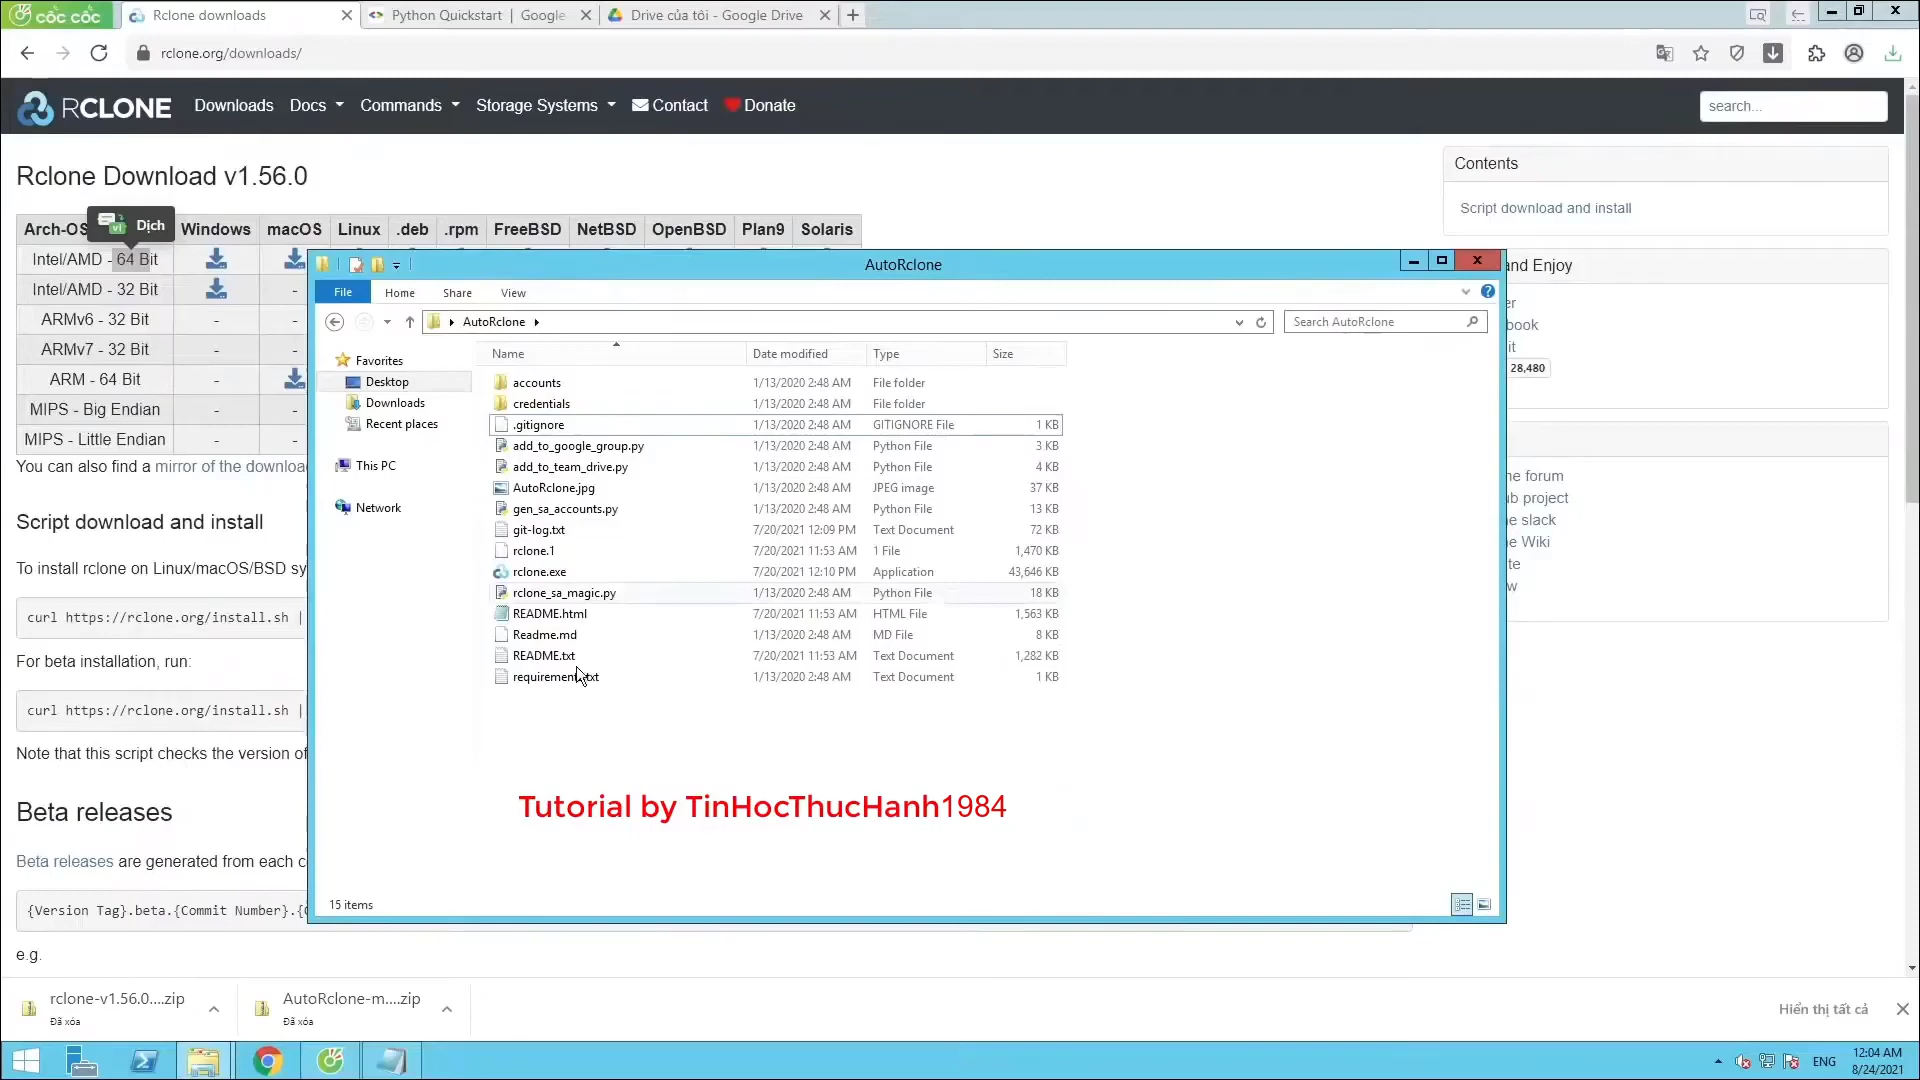 cốc cốc
Rclone downloads
Python Quickstart | Google
Drive của tôi - Google Drive
rclone.org/downloads/
RCLONE
Downloads
Docs
Commands
Storage Systems
Contact
Donate
search...
Rclone Download v1.56.0
Dịch
Arch-OS Windows macOS Linux .deb .rpm FreeBSD NetBSD OpenBSD Plan9 Solaris
Intel/AMD - 64 Bit
Intel/AMD - 32 Bit -
ARMv6 - 32 Bit - -
ARMv7 - 32 Bit - -
ARM - 64 Bit -
MIPS - Big Endian - -
MIPS - Little Endian - -
You can also find a mirror of the downloa
Script download and install
To install rclone on Linux/macOS/BSD sy
curl https://rclone.org/install.sh |
For beta installation, run:
curl https://rclone.org/install.sh |
Note that this script checks the version of
Beta releases
Beta releases are generated from each c
{Version Tag}.beta.{Commit Number}.{
e.g.
Contents
Script download and install
and Enjoy
er
book
it
28,480
ne forum
ub project
e slack
e Wiki
te
w
AutoRclone
File Home Share View
AutoRclone
Search AutoRclone
Favorites
Desktop
Downloads
Recent places
This PC
Network
Name Date modified Type Size
accounts 1/13/2020 2:48 AM File folder
credentials 1/13/2020 2:48 AM File folder
.gitignore 1/13/2020 2:48 AM GITIGNORE File 1 KB
add_to_google_group.py 1/13/2020 2:48 AM Python File 3 KB
add_to_team_drive.py 1/13/2020 2:48 AM Python File 4 KB
AutoRclone.jpg 1/13/2020 2:48 AM JPEG image 37 KB
gen_sa_accounts.py 1/13/2020 2:48 AM Python File 13 KB
git-log.txt 7/20/2021 12:09 PM Text Document 72 KB
rclone.1 7/20/2021 11:53 AM 1 File 1,470 KB
rclone.exe 7/20/2021 12:10 PM Application 43,646 KB
rclone_sa_magic.py 1/13/2020 2:48 AM Python File 18 KB
README.html 7/20/2021 11:53 AM HTML File 1,563 KB
Readme.md 1/13/2020 2:48 AM MD File 8 KB
README.txt 7/20/2021 11:53 AM Text Document 1,282 KB
requirement txt 1/13/2020 2:48 AM Text Document 1 KB
Tutorial by TinHocThucHanh1984
15 items
rclone-v1.56.0....zip
Đã xóa
AutoRclone-m....zip
Đã xóa
Hiển thị tất cả
ENG
12:04 AM
8/24/2021